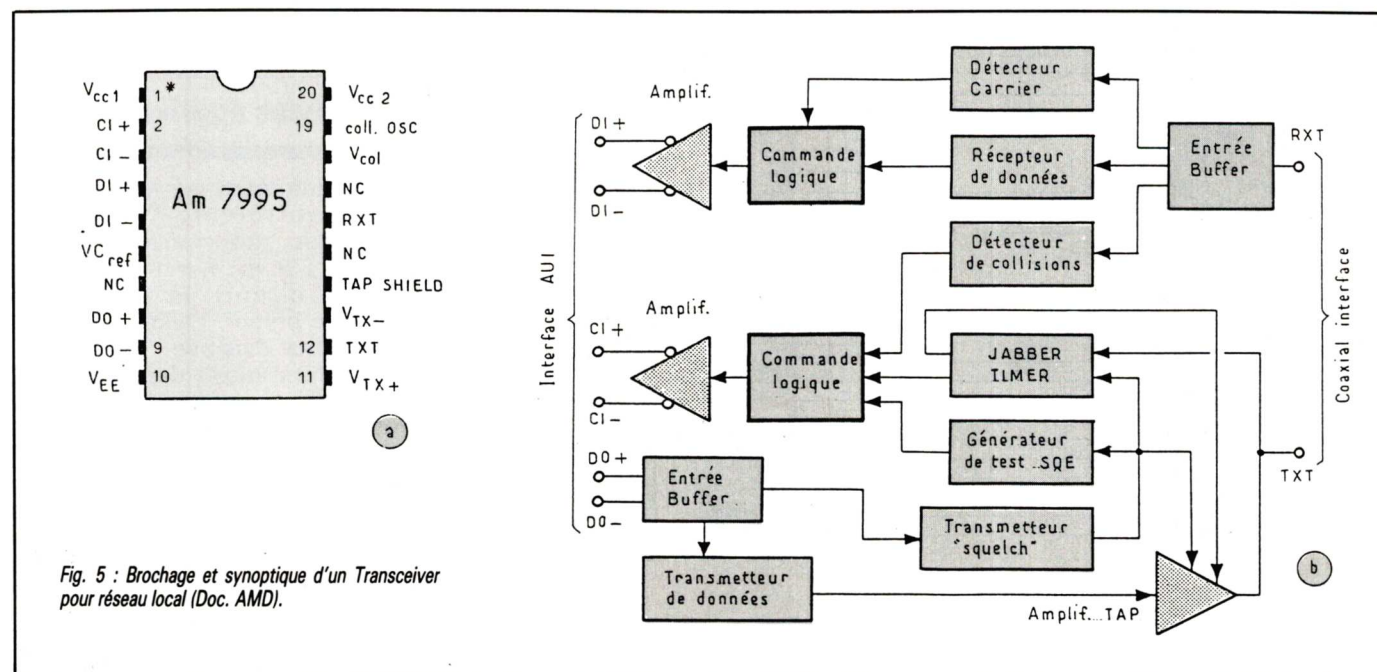 Vcc1
1*
20
Vcc 2
CI+
2
19
coll. OSC
CI-
Vcol
DI+
NC
Am 7995
DI-
RXT
VCref
NC
NC
TAP SHIELD
DO+
VTX-
DO-
9
12
TXT
VEE
10
11
VTX+
a
Fig. 5 : Brochage et synoptique d'un Transceiver
pour réseau local (Doc. AMD).
Interface AUI
Amplif.
DI+
DI-
Commande
logique
Détecteur
Carrier
Récepteur
de données
Détecteur
de collisions
Entrée
Buffer
RXT
Coaxial interface
Amplif.
CI+
CI-
Commande
logique
JABBER
ILMER
Générateur
de test..SQE
TXT
DO+
DO-
Entrée
Buffer
Transmetteur
"squelch"
Transmetteur
de données
Amplif....TAP
b